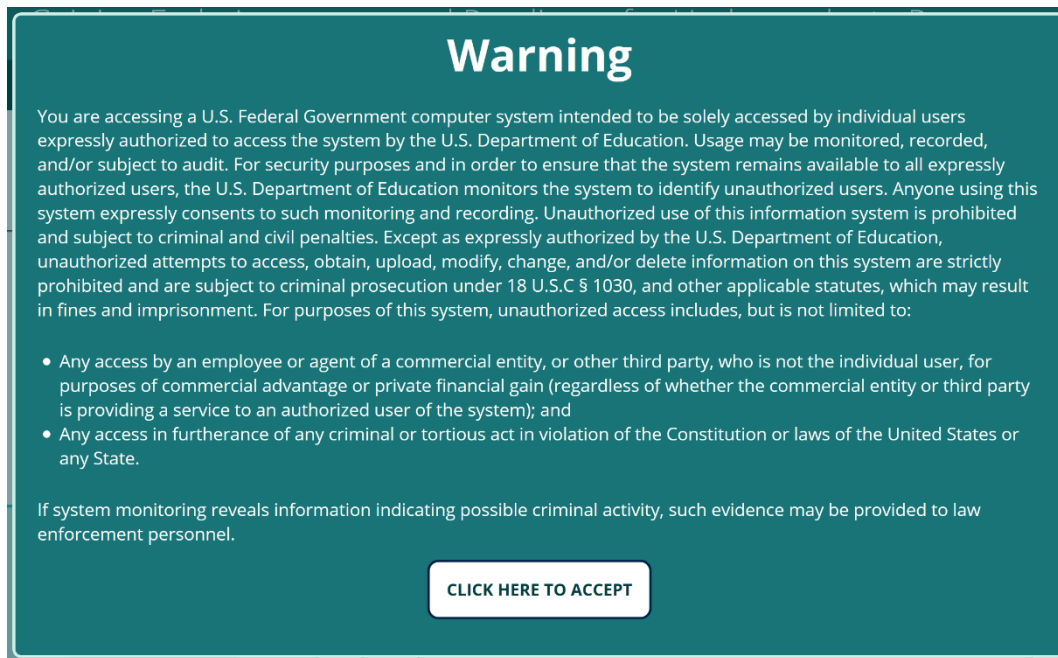 Warning
You are accessing a U.S. Federal Government computer system intended to be solely accessed by individual users
expressly authorized to access the system by the U.S. Department of Education. Usage may be monitored, recorded,
and/or subject to audit. For security purposes and in order to ensure that the system remains available to all expressly
authorized users, the U.S. Department of Education monitors the system to identify unauthorized users. Anyone using this
system expressly consents to such monitoring and recording. Unauthorized use of this information system is prohibited
and subject to criminal and civil penalties. Except as expressly authorized by the U.S. Department of Education,
unauthorized attempts to access, obtain, upload, modify, change, and/or delete information on this system are strictly
prohibited and are subject to criminal prosecution under 18 U.S.C § 1030, and other applicable statutes, which may result
in fines and imprisonment. For purposes of this system, unauthorized access includes, but is not limited to:
• Any access by an employee or agent of a commercial entity, or other third party, who is not the individual user, for
purposes of commercial advantage or private financial gain (regardless of whether the commercial entity or third party
is providing a service to an authorized user of the system); and
• Any access in furtherance of any criminal or tortious act in violation of the Constitution or laws of the United States or
any State.
If system monitoring reveals information indicating possible criminal activity, such evidence may be provided to law
enforcement personnel.
CLICK HERE TO ACCEPT